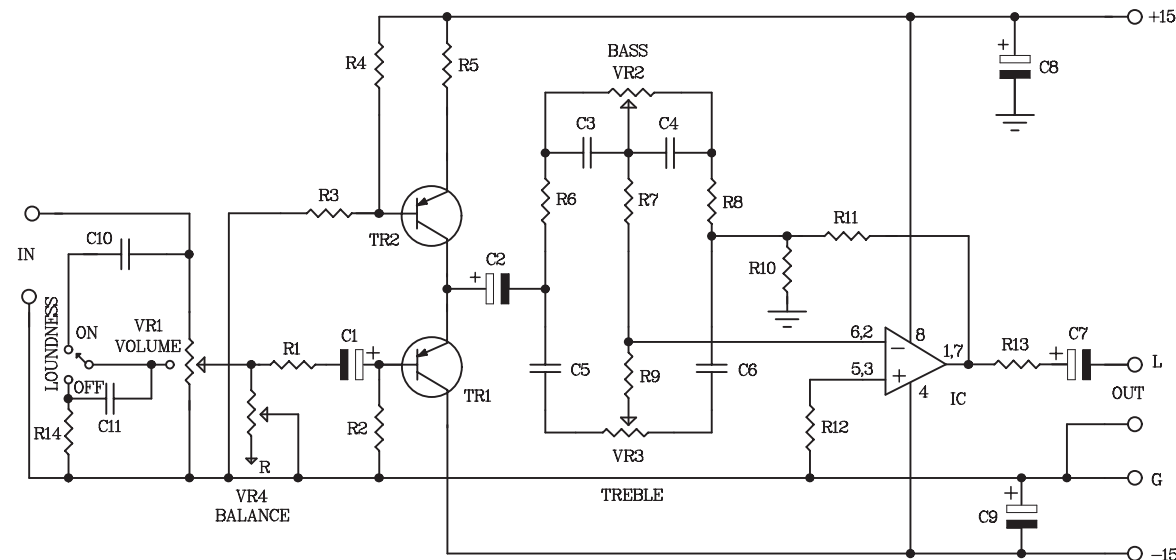 +15
R4
R5
BASS
VR2
C8
C3
C4
R3
R6
R7
R8
R11
TR2
C10
IN
C2
R10
LOUNDNESS
ON
VR1
VOLUME
R1
C1
6,2
8
1,7
R13
C7
L
OFF
C5
R9
C6
5,3
4
IC
OUT
C11
R14
R2
TR1
R12
VR3
R
G
VR4
BALANCE
TREBLE
C9
-15
+
+
+
+
+
+
-
+